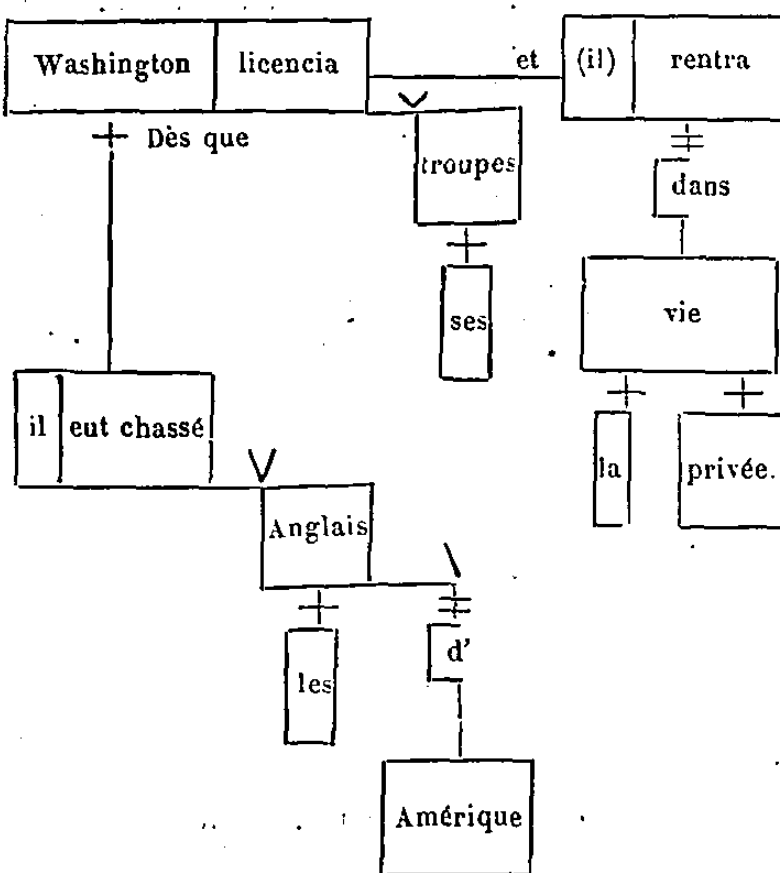 Washington licencia et (il) rentra
Dès que troupes dans
ses vie
il eut chassé
la privée.
Anglais
les d'
Amérique